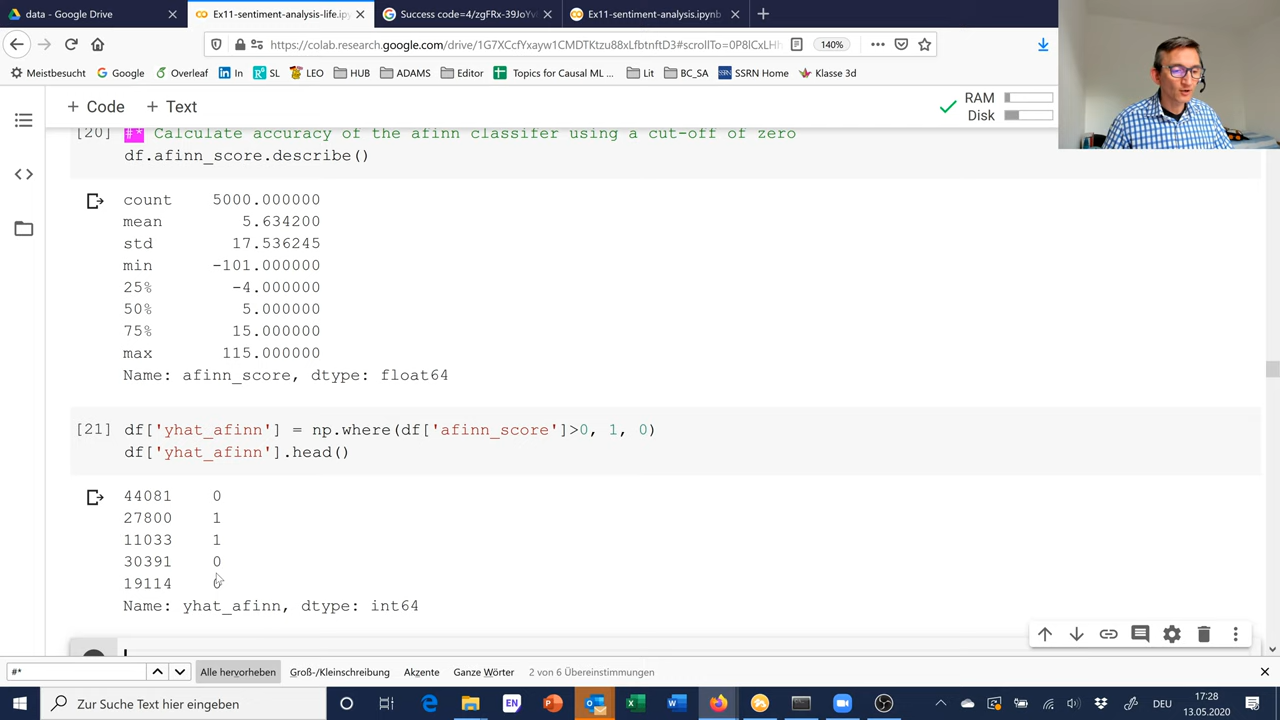 data - Google Drive
Ex11-sentiment-analysis-life.ipy
Success code=4/zgFRx-39JoYvl
Ex11-sentiment-analysis.ipynb
https://colab.research.google.com/drive/1G7XCcfYxayw1CMDTKtzu88xLfbtnftD3#scrollTo=0P8lCxLHl
140%
Meistbesucht
Google
Overleaf
In
SL
LEO
HUB
ADAMS
Editor
Topics for Causal ML ...
Lit
BC_SA
SSRN Home
Klasse 3d
+ Code
+ Text
RAM
Disk
[20] #* Calculate accuracy of the afinn classifer using a cut-off of zero
df.afinn_score.describe()
count 5000.000000
mean 5.634200
std 17.536245
min -101.000000
25% -4.000000
50% 5.000000
75% 15.000000
max 115.000000
Name: afinn_score, dtype: float64
[21] df['yhat_afinn'] = np.where(df['afinn_score']>0, 1, 0)
df['yhat_afinn'].head()
44081 0
27800 1
11033 1
30391 0
19114
Name: yhat_afinn, dtype: int64
#*
Alle hervorheben
Groß-/Kleinschreibung
Akzente
Ganze Wörter
2 von 6 Übereinstimmungen
Zur Suche Text hier eingeben
EN
DEU
17:28
13.05.2020